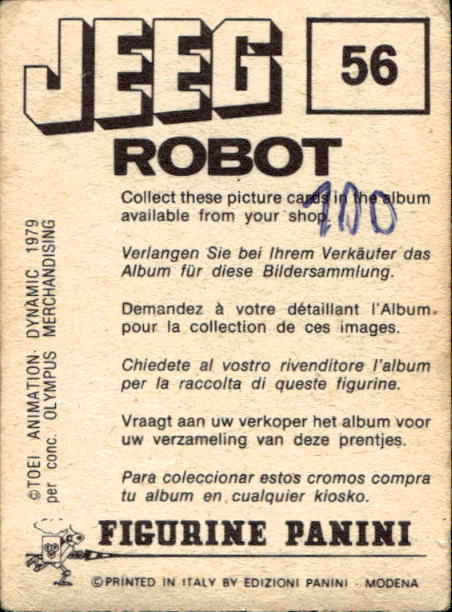 JEEG 56
ROBOT
Collect these picture cards in the album
available from your shop.
100
Verlangen Sie bei Ihrem Verkäufer das
Album für diese Bildersammlung.
Demandez à votre détaillant l'Album
pour la collection de ces images.
Chiedete al vostro rivenditore l'album
per la raccolta di queste figurine.
Vraagt aan uw verkoper het album voor
uw verzameling van deze prentjes.
Para coleccionar estos cromos compra
tu album en cualquier kiosko.
©TOEI ANIMATION- DYNAMIC 1979
per conc. OLYMPUS MERCHANDISING
FIGURINE PANINI
©PRINTED IN ITALY BY EDIZIONI PANINI - MODENA